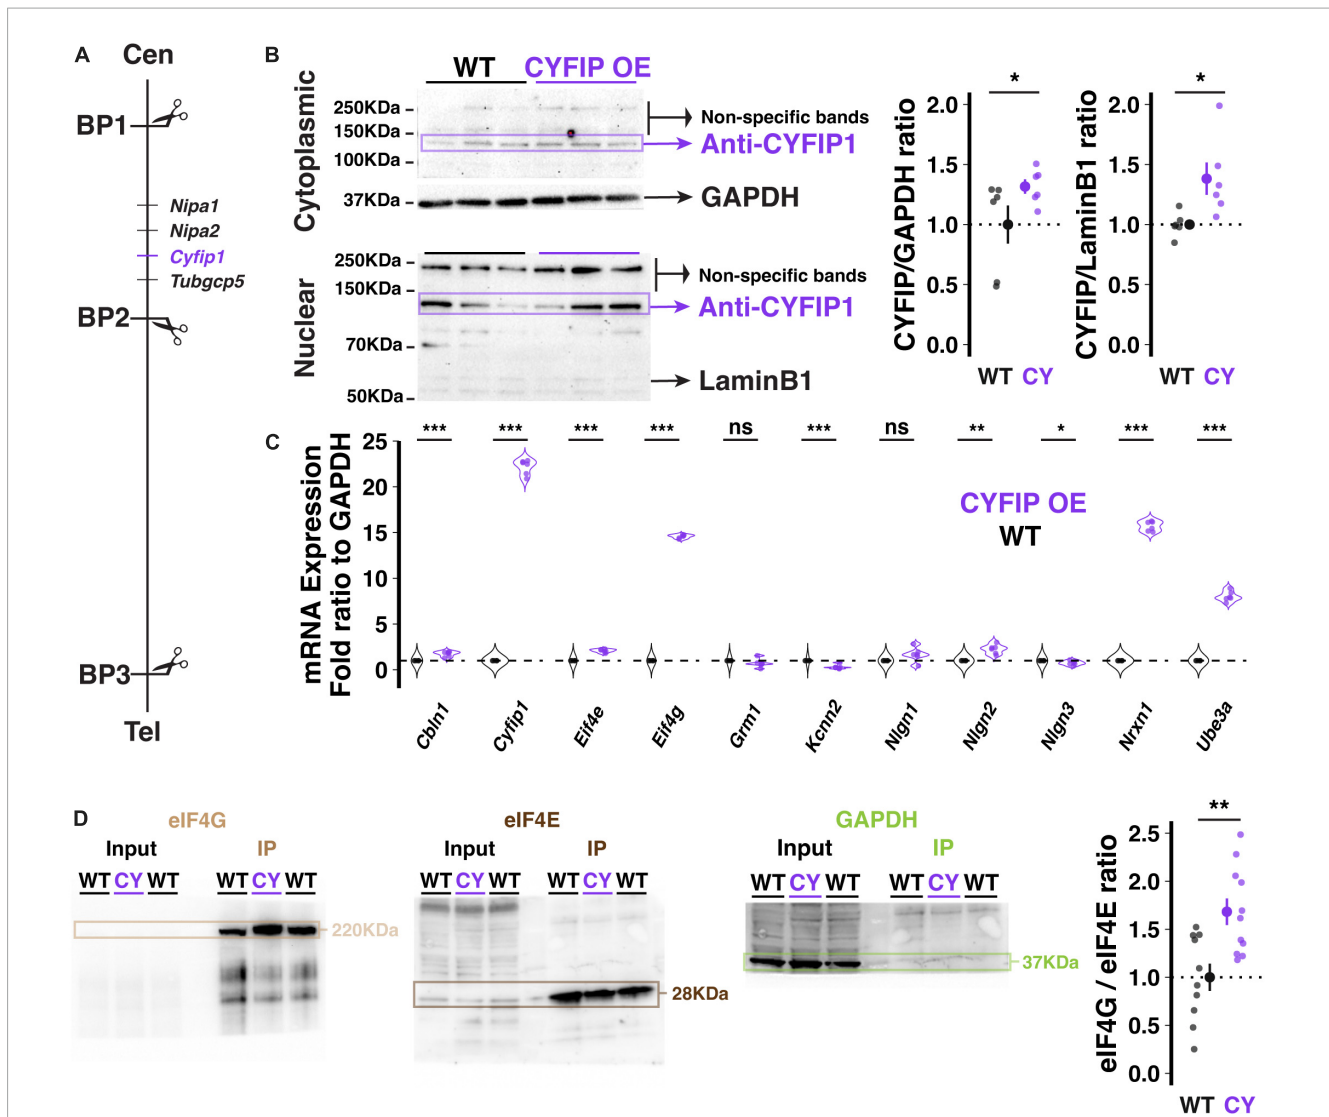 A
Cen
BP1
Nipa1
Nipa2
Cyfip1
Tubgcp5
BP2
BP3
Tel
B
Cytoplasmic
WT CYFIP OE
250KDa
150KDa
100KDa
37KDa
Non-specific bands
Anti-CYFIP1
GAPDH
Nuclear
250KDa
150KDa
70KDa
50KDa
Non-specific bands
Anti-CYFIP1
LaminB1
CYFIP/GAPDH ratio
*
2.0
1.5
1.0
0.5
0.0
WT CY
CYFIP/LaminB1 ratio
*
2.0
1.5
1.0
0.5
0.0
WT CY
C
mRNA Expression
Fold ratio to GAPDH
25
20
15
10
5
0
*** *** *** *** ns *** ns ** * *** ***
CYFIP OE
WT
Cbln1 Cyfip1 Eif4e Eif4g Grm1 Kcnn2 Nlgn1 Nlgn2 Nlgn3 Nrxn1 Ube3a
D
eIF4G
Input IP
WT CY WT WT CY WT
220KDa
eIF4E
Input IP
WT CY WT WT CY WT
28KDa
GAPDH
Input IP
WT CY WT WT CY WT
37KDa
eIF4G / eIF4E ratio
**
2.5
2.0
1.5
1.0
0.5
0.0
WT CY